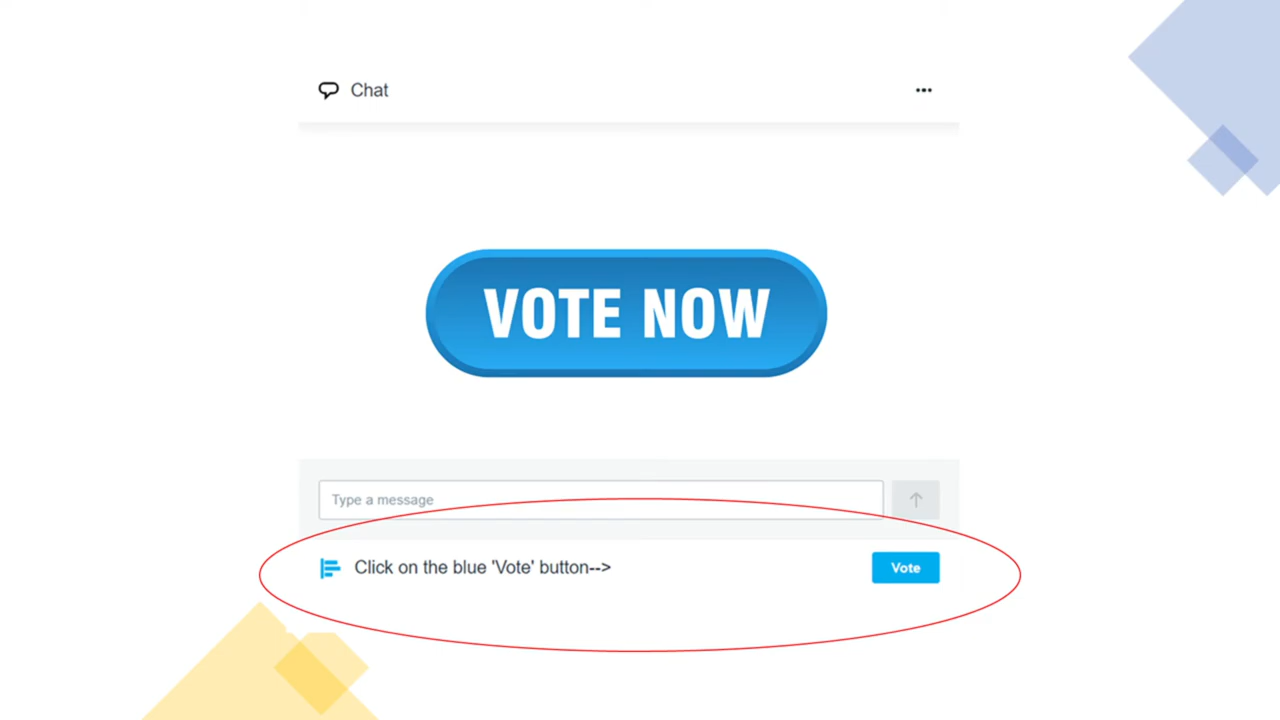 Chat
VOTE NOW
Type a message
Click on the blue 'Vote' button-->
Vote